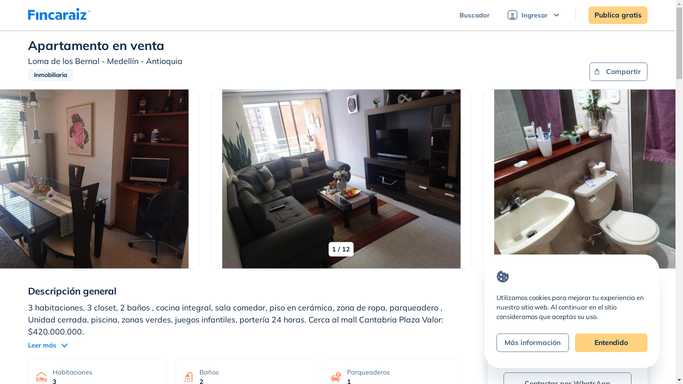 Fincaraiz
Buscador
Ingresar
Publica gratis
Apartamento en venta
Loma de los Bernal - Medellín - Antioquia
Inmobiliaria
Compartir
1 / 12
Descripción general
3 habitaciones, 3 closet, 2 baños , cocina integral, sala comedor, piso en cerámica, zona de ropa, parqueadero .
Unidad cerrada, piscina, zonas verdes, juegos infantiles, portería 24 horas. Cerca al mall Cantabria Plaza Valor:
$420.000.000.
Leer más
Habitaciones
3
Baños
2
Parqueaderos
1
Utilizamos cookies para mejorar tu experiencia en
nuestro sitio web. Al continuar en el sitio
consideramos que aceptas su uso.
Más información
Entendido
Contactar por WhatsApp